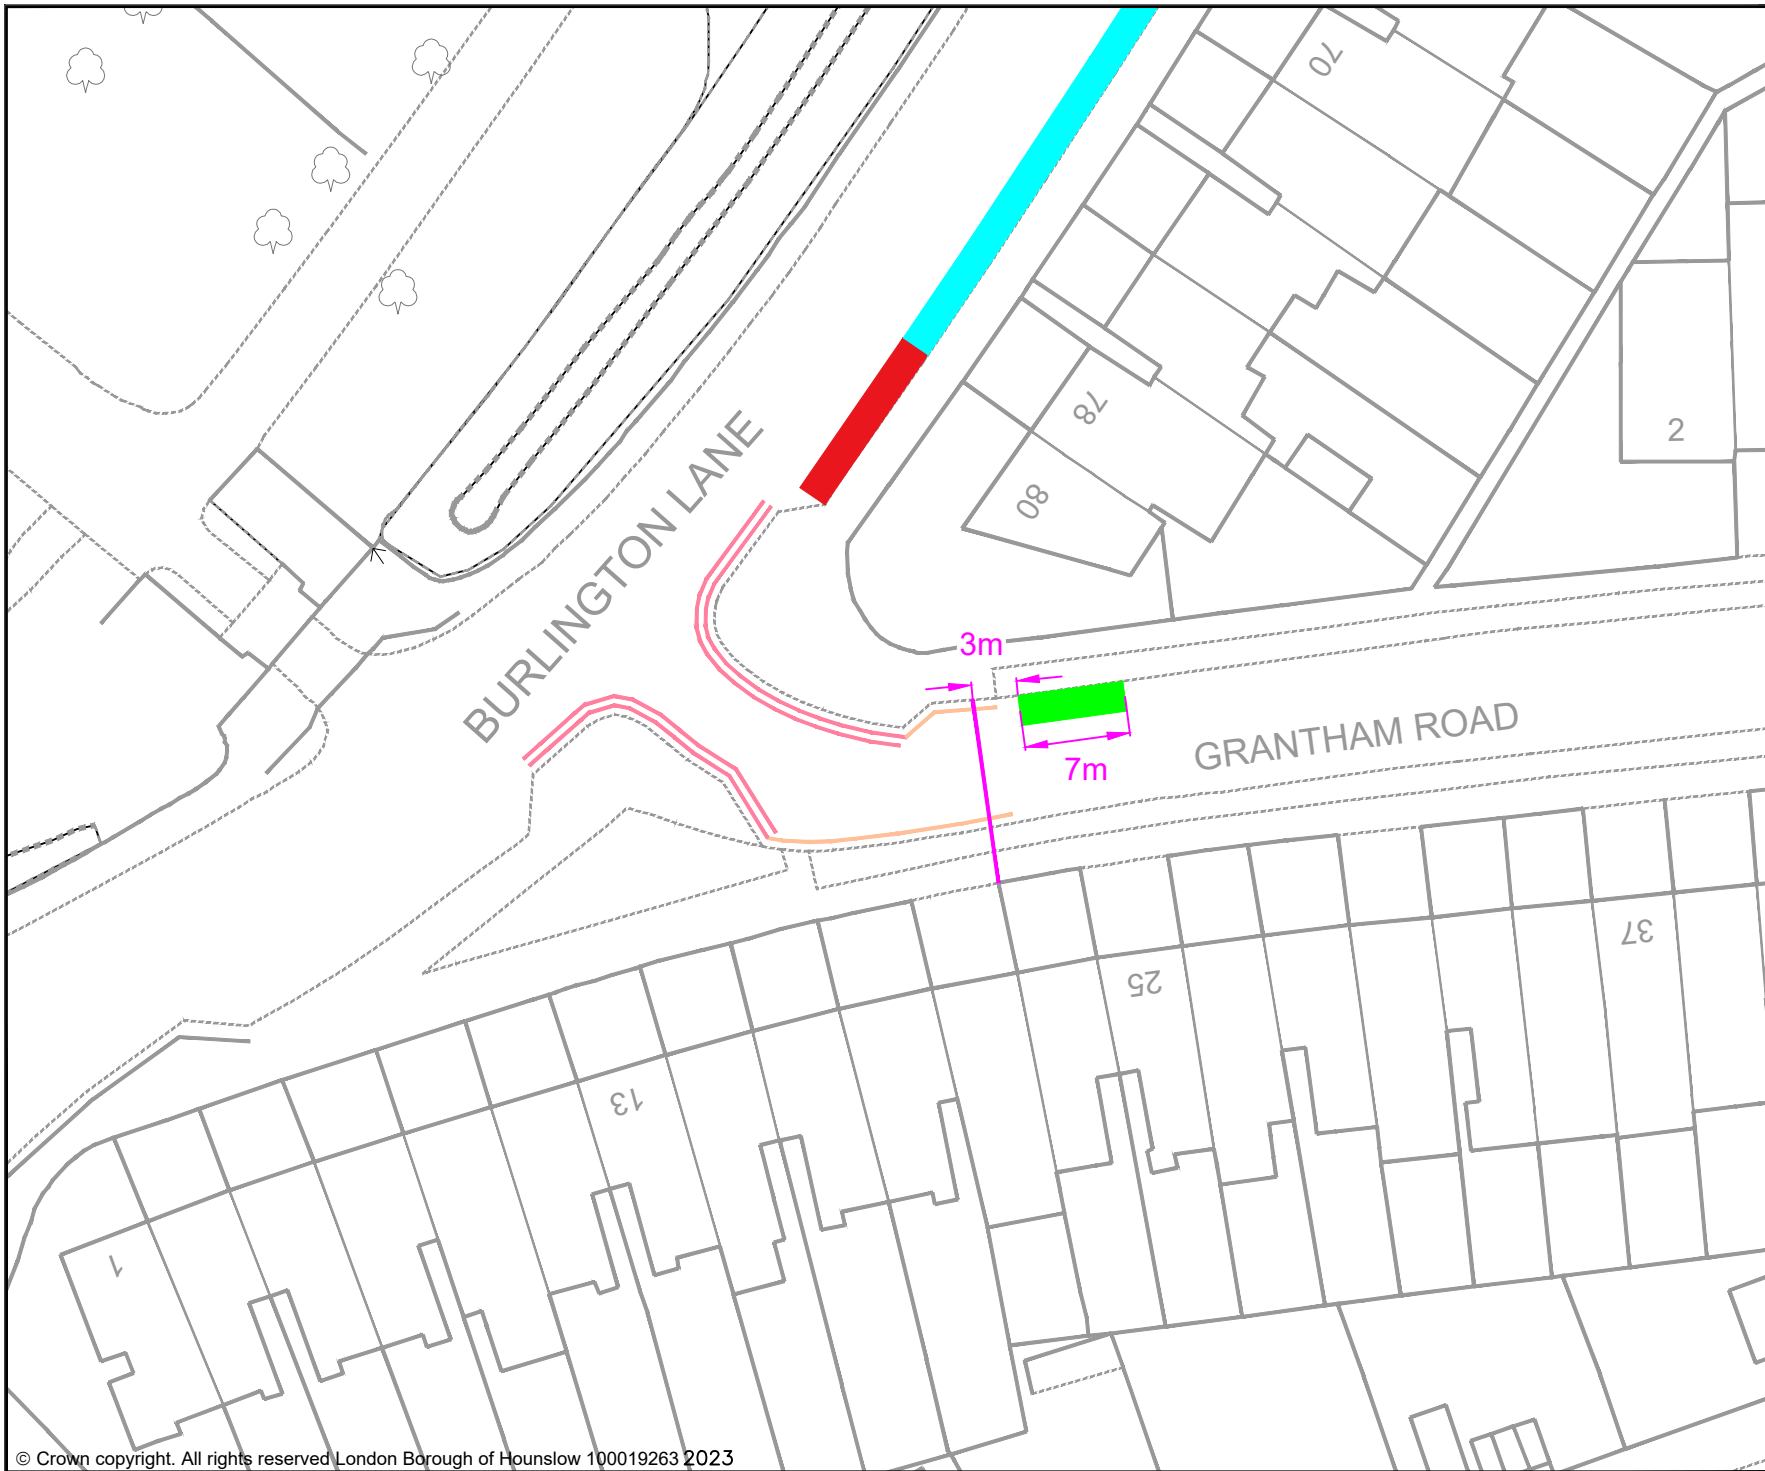 70
2
78
80
BURLINGTON LANE
3m
GRANTHAM ROAD
7m
37
25
13
1
© Crown copyright. All rights reserved London Borough of Hounslow 100019263 2023